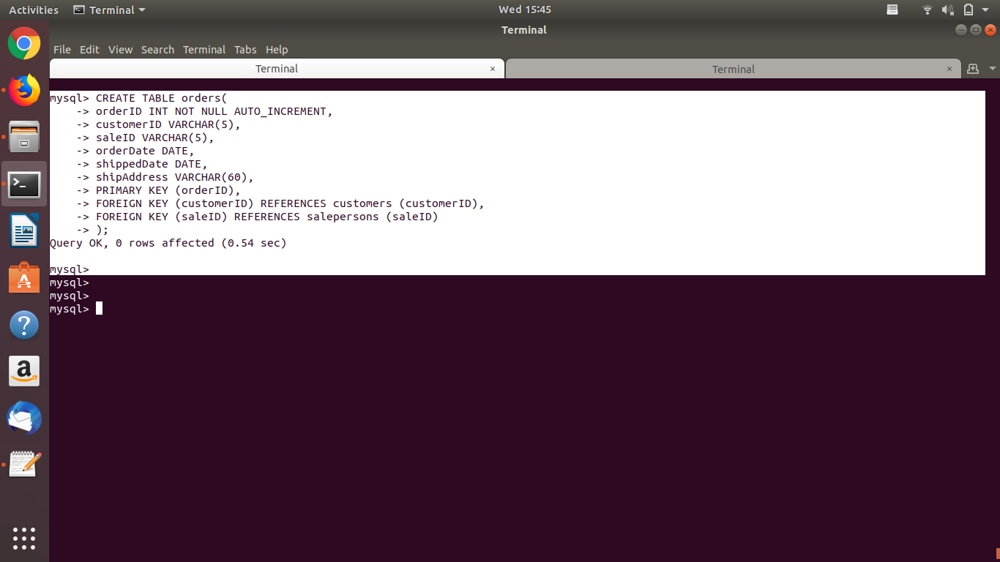 Activities Terminal Wed 15:45
Terminal
File Edit View Search Terminal Tabs Help
Terminal × Terminal ×
mysql> CREATE TABLE orders(
    -> orderID INT NOT NULL AUTO_INCREMENT,
    -> customerID VARCHAR(5),
    -> saleID VARCHAR(5),
    -> orderDate DATE,
    -> shippedDate DATE,
    -> shipAddress VARCHAR(60),
    -> PRIMARY KEY (orderID),
    -> FOREIGN KEY (customerID) REFERENCES customers (customerID),
    -> FOREIGN KEY (saleID) REFERENCES salepersons (saleID)
    -> );
Query OK, 0 rows affected (0.54 sec)
mysql>
mysql>
mysql>
mysql>